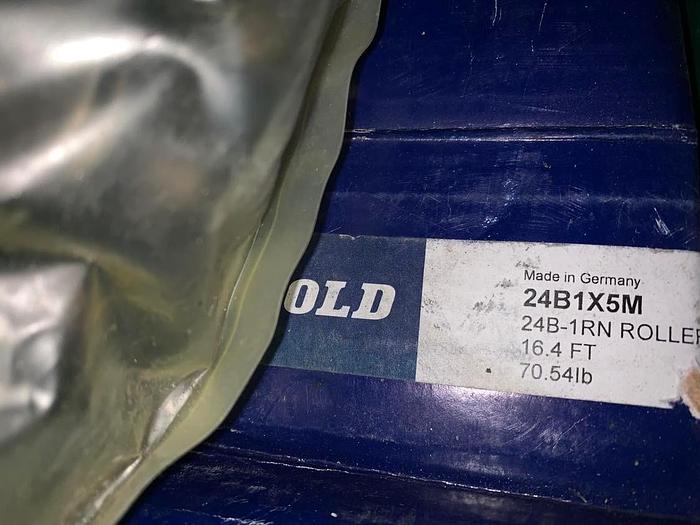 OLD
Made in Germany
24B1X5M
24B-1RN ROLLER
16.4 FT
70.54lb